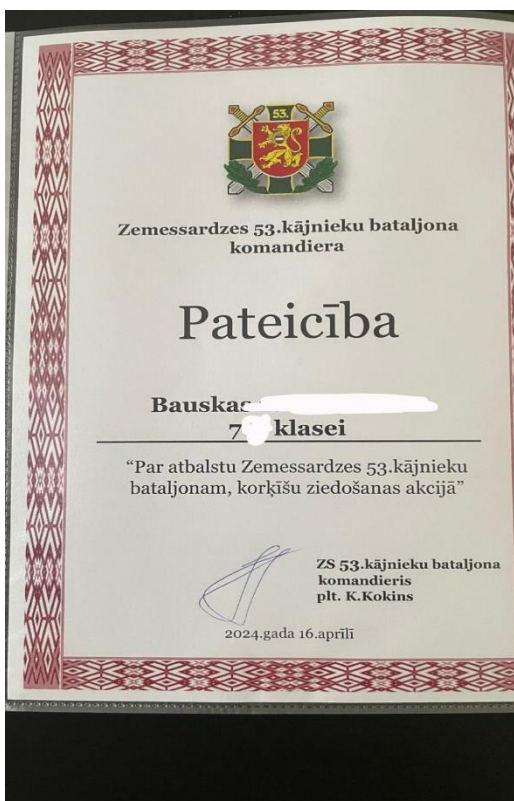 53.
Zemessardzes 53.kājnieku bataljona
komandiera
Pateicība
Bauskas
7 klasei
“Par atbalstu Zemessardzes 53.kājnieku
bataljonam, korķīšu ziedošanas akcijā”
ZS 53.kājnieku bataljona
komandieris
plt. K.Kokins
2024.gada 16.aprīlī